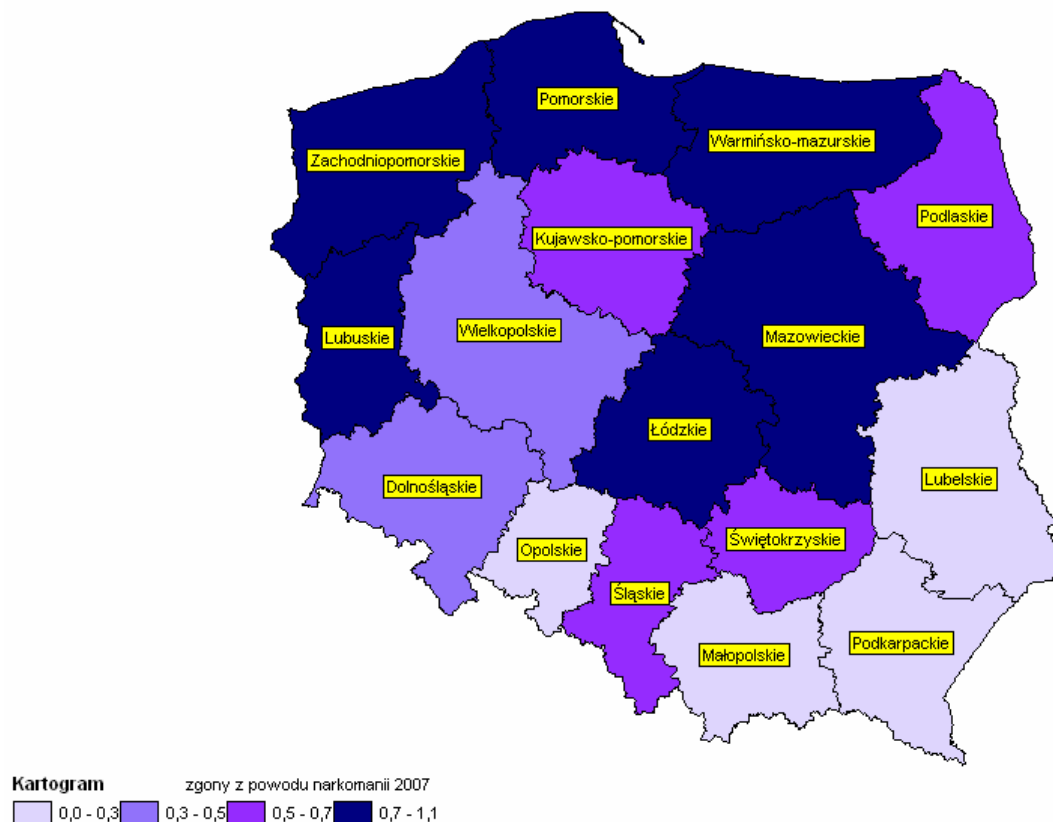 Pomorskie
Warmińsko-mazurskie
Zachodniopomorskie
Podlaskie
Kujawsko-pomorskie
Wielkopolskie
Mazowieckie
Lubuskie
Łódzkie
Lubelskie
Dolnośląskie
Świętokrzyskie
Opolskie
Śląskie
Podkarpackie
Małopolskie
Kartogram zgony z powodu narkomanii 2007
0,0 - 0,3 0,3 - 0,5 0,5 - 0,7 0,7 - 1,1